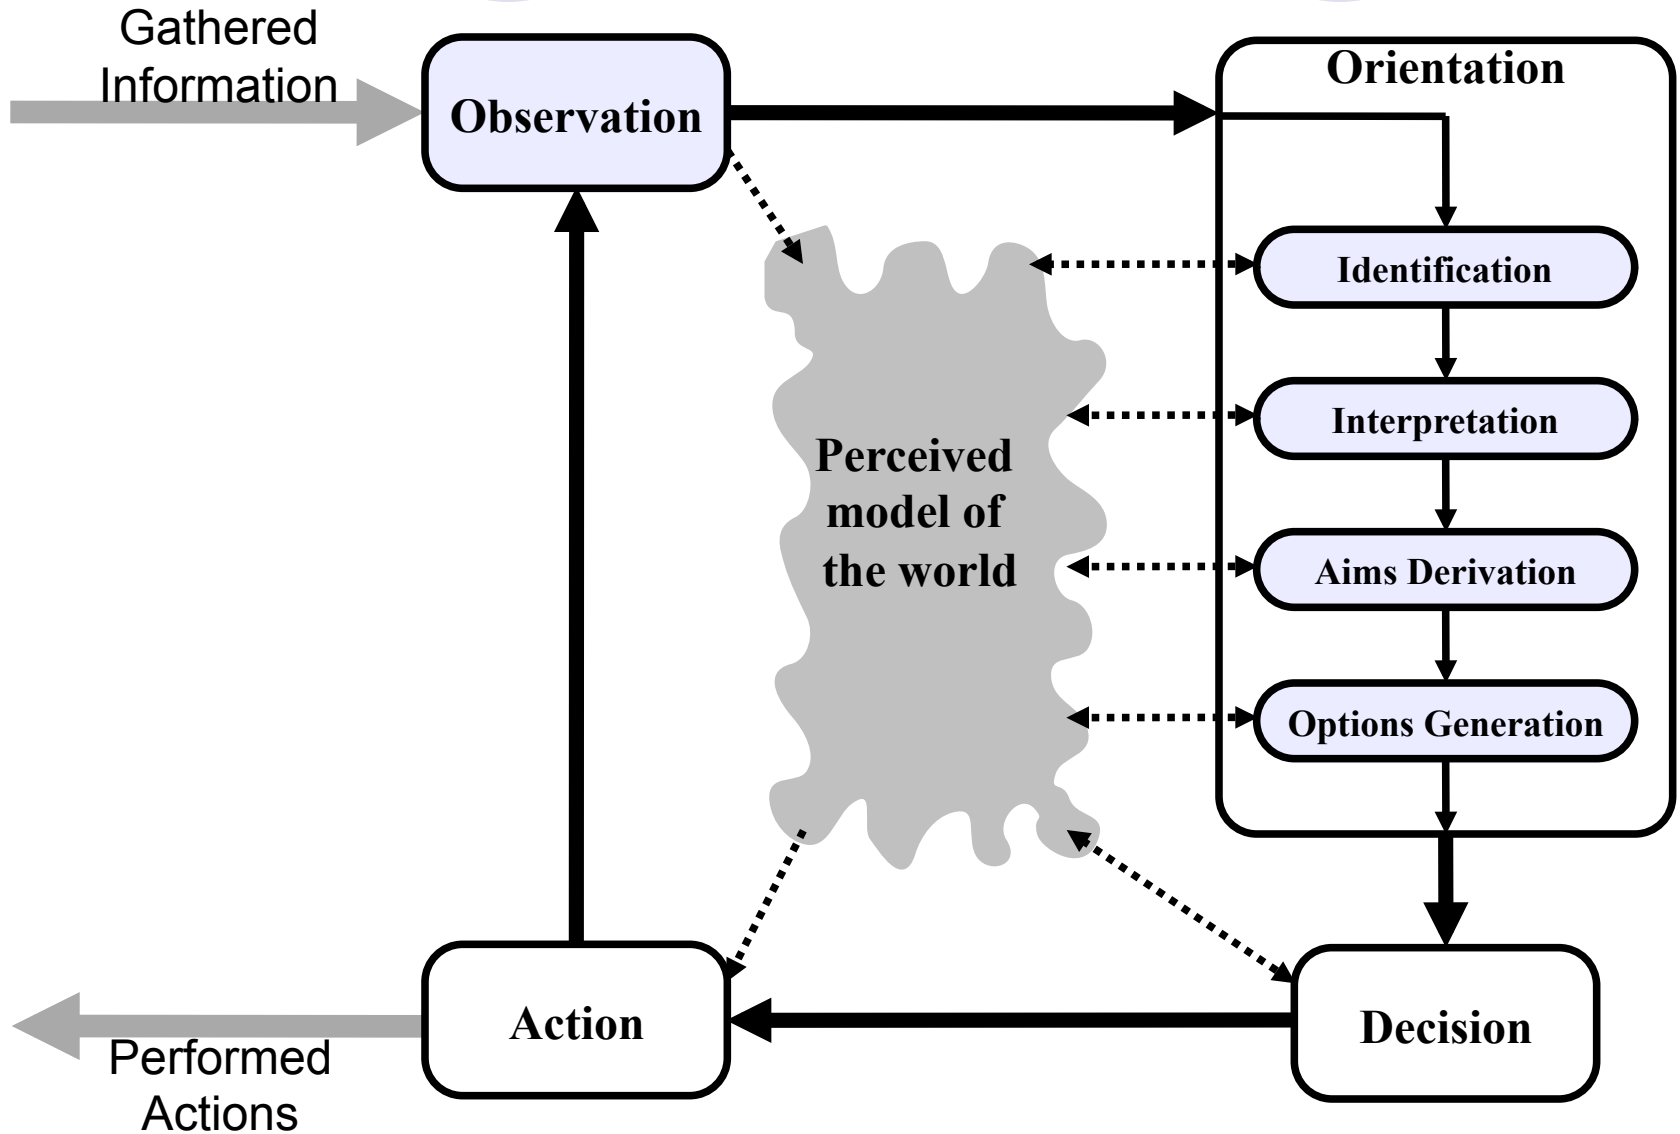 Gathered
Information
Observation
Orientation
Identification
Interpretation
Aims Derivation
Options Generation
Perceived
model of
the world
Action
Decision
Performed
Actions